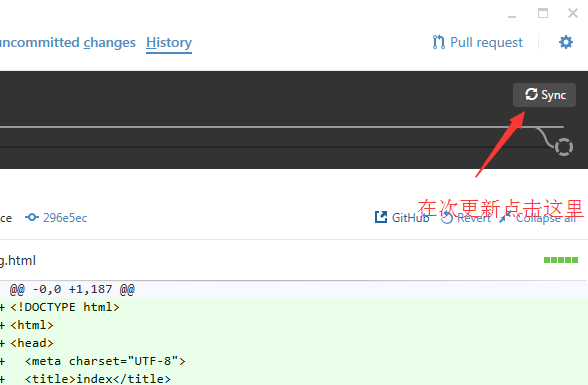 uncommitted changes History Pull request
Sync
在次更新点击这里
ce 296e5ec GitHub Revert Collapse all
g.html
@@ -0,0 +1,187 @@
+ <!DOCTYPE html>
+ <html>
+ <head>
+ <meta charset="UTF-8">
+ <title>index</title>